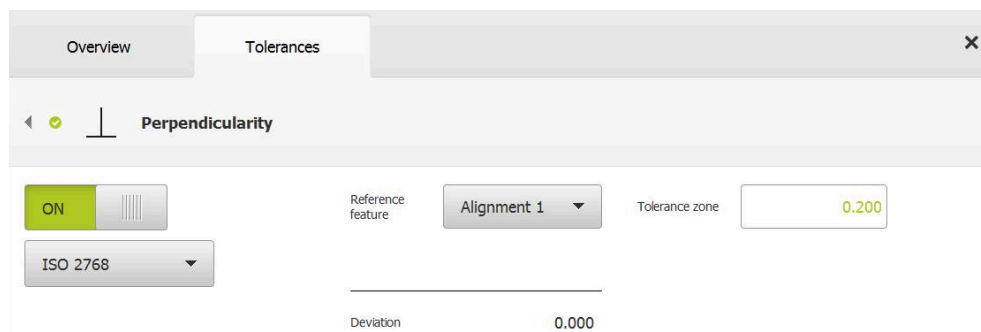 Overview
Tolerances
Perpendicularity
ON
Reference
feature
Alignment 1
Tolerance zone
0.200
ISO 2768
Deviation
0.000